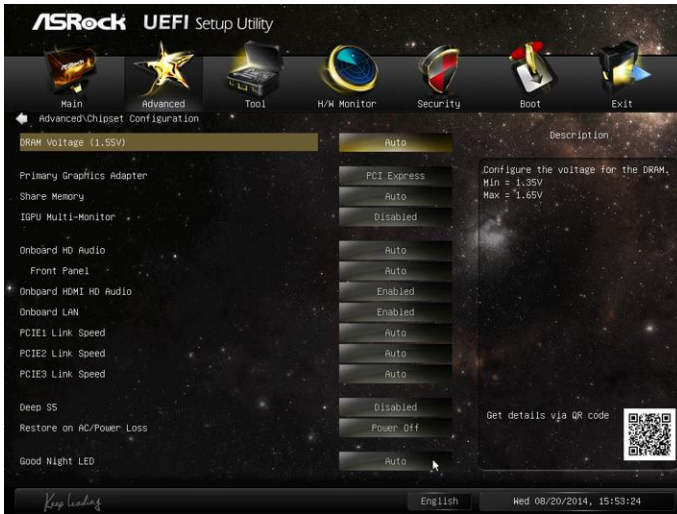 ASRock UEFI Setup Utility
Main Advanced Tool H/W Monitor Security Boot Exit
Advanced\Chipset Configuration
Description
DRAM Voltage (1.55V) Auto
Configure the voltage for the DRAM.
Min = 1.35V
Max = 1.65V
Primary Graphics Adapter PCI Express
Share Memory Auto
IGPU Multi-Monitor Disabled
Onboard HD Audio Auto
Front Panel Auto
Onboard HDMI HD Audio Enabled
Onboard LAN Enabled
PCIE1 Link Speed Auto
PCIE2 Link Speed Auto
PCIE3 Link Speed Auto
Deep S5 Disabled
Restore on AC/Power Loss Power Off
Good Night LED Auto
Get details via QR code
Keep Leading
English
Wed 08/20/2014, 15:53:24